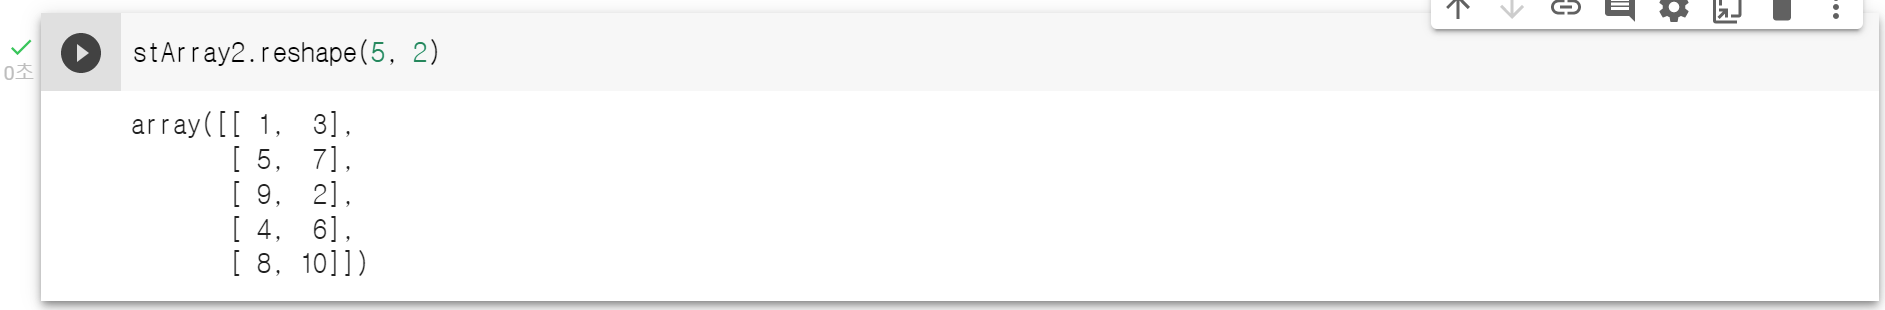 stArray2.reshape(5, 2)
0초
array([[ 1,  3],
       [ 5,  7],
       [ 9,  2],
       [ 4,  6],
       [ 8, 10]])